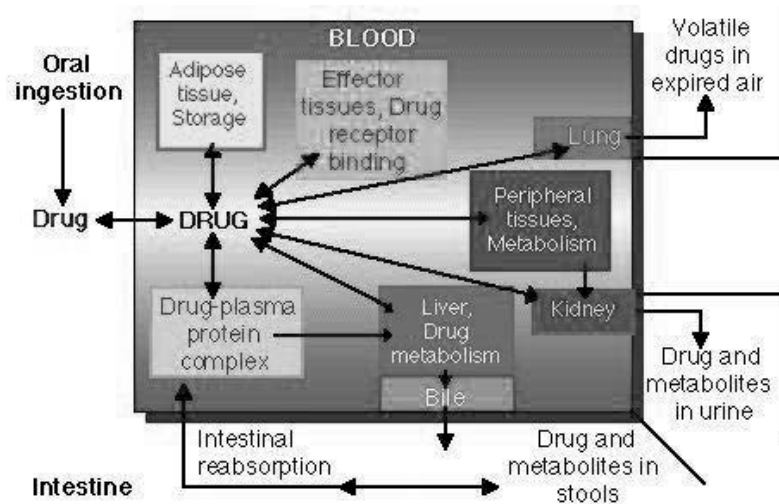 BLOOD
Oral
ingestion
Adipose
tissue,
Storage
Effector
tissues, Drug
receptor
binding
Volatile
drugs in
expired air
Lung
Drug
DRUG
Peripheral
tissues,
Metabolism
Drug-plasma
protein
complex
Liver,
Drug
metabolism
Kidney
Bile
Drug and
metabolites
in urine
Intestinal
reabsorption
Drug and
metabolites in
stools
Intestine